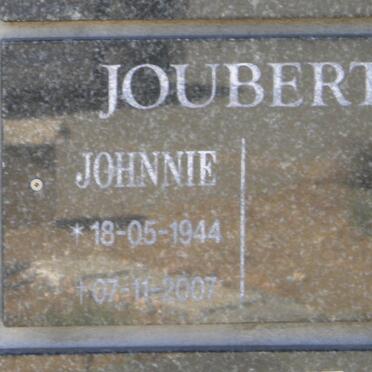 JOUBERT
JOHNNIE
* 18-05-1944
† 07-11-2007